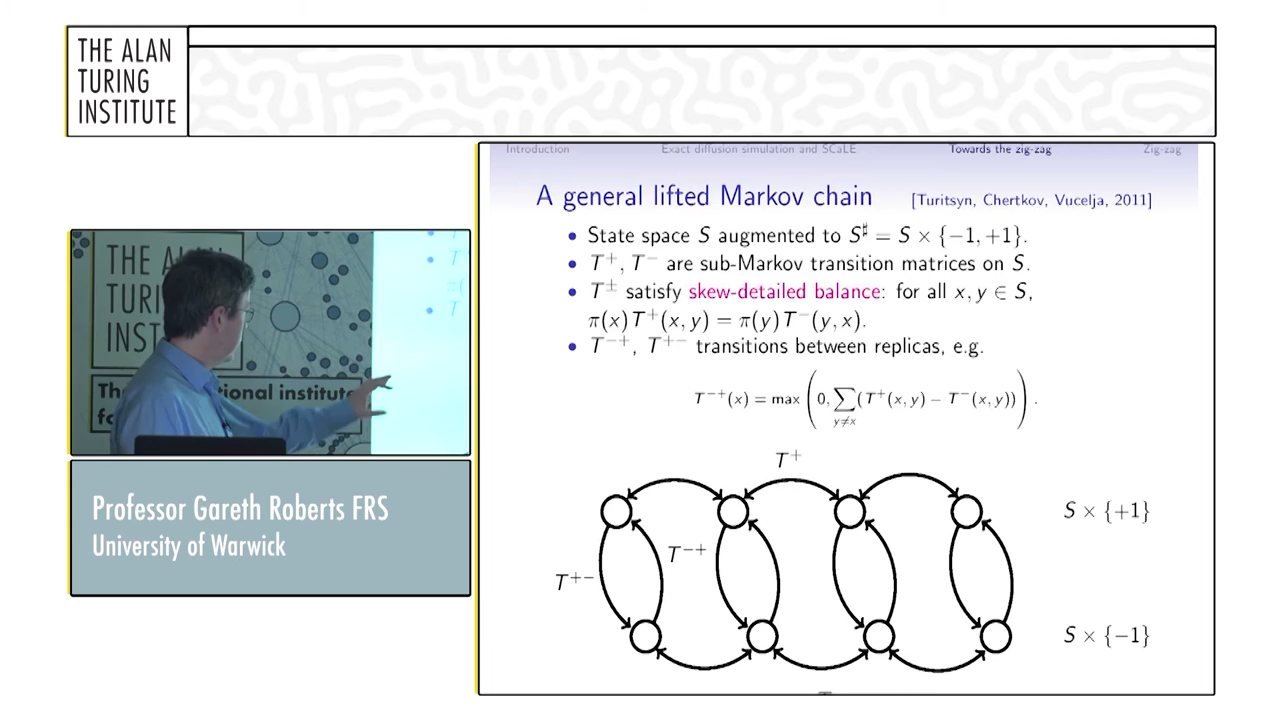 THE ALAN
TURING
INSTITUTE
Introduction
Exact diffusion simulation and SCaLE
Towards the zig-zag
Zig-zag
A general lifted Markov chain
[Turitsyn, Chertkov, Vucelja, 2011]
• State space S augmented to S♯ = S × {−1, +1}.
• T⁺, T⁻ are sub-Markov transition matrices on S.
• T± satisfy skew-detailed balance: for all x, y ∈ S,
π(x)T⁺(x, y) = π(y)T⁻(y, x).
• T⁻⁺, T⁺⁻ transitions between replicas, e.g.
T⁻⁺(x) = max(0, ∑y≠x (T⁺(x, y) − T⁻(x, y))).
T⁺
S × {+1}
T⁻⁺
T⁺⁻
S × {−1}
THE A
TURI
INST
ional institute
Professor Gareth Roberts FRS
University of Warwick